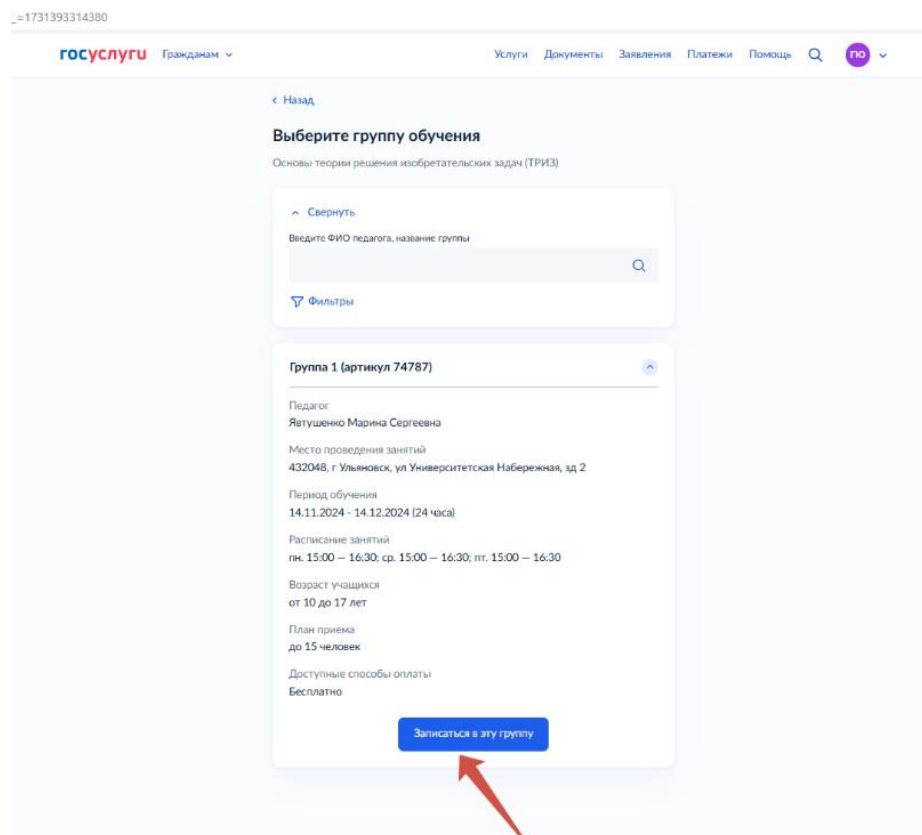 _=1731393314380
госуслуги Гражданам Услуги Документы Заявления Платежи Помощь ГЮ
Назад
Выберите группу обучения
Основы теории решения изобретательских задач (ТРИЗ)
Свернуть
Введите ФИО педагога, название группы
Фильтры
Группа 1 (артикул 74787)
Педагог
Явтушенко Марина Сергеевна
Место проведения занятий
432048, г Ульяновск, ул Университетская Набережная, зд 2
Период обучения
14.11.2024 - 14.12.2024 (24 часа)
Расписание занятий
пн. 15:00 — 16:30; ср. 15:00 — 16:30; пт. 15:00 — 16:30
Возраст учащихся
от 10 до 17 лет
План приема
до 15 человек
Доступные способы оплаты
Бесплатно
Записаться в эту группу